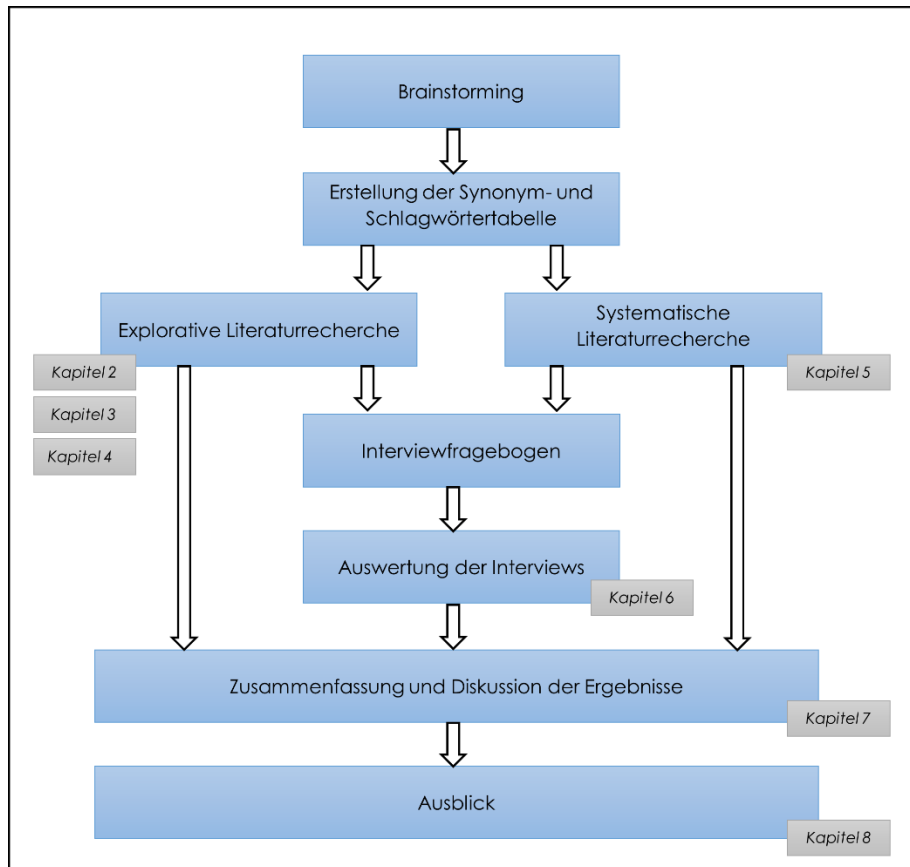 Brainstorming
Erstellung der Synonym- und
Schlagwörtertabelle
Explorative Literaturrecherche
Systematische
Literaturrecherche
Kapitel 2
Kapitel 3
Kapitel 4
Kapitel 5
Interviewfragebogen
Auswertung der Interviews
Kapitel 6
Zusammenfassung und Diskussion der Ergebnisse
Kapitel 7
Ausblick
Kapitel 8